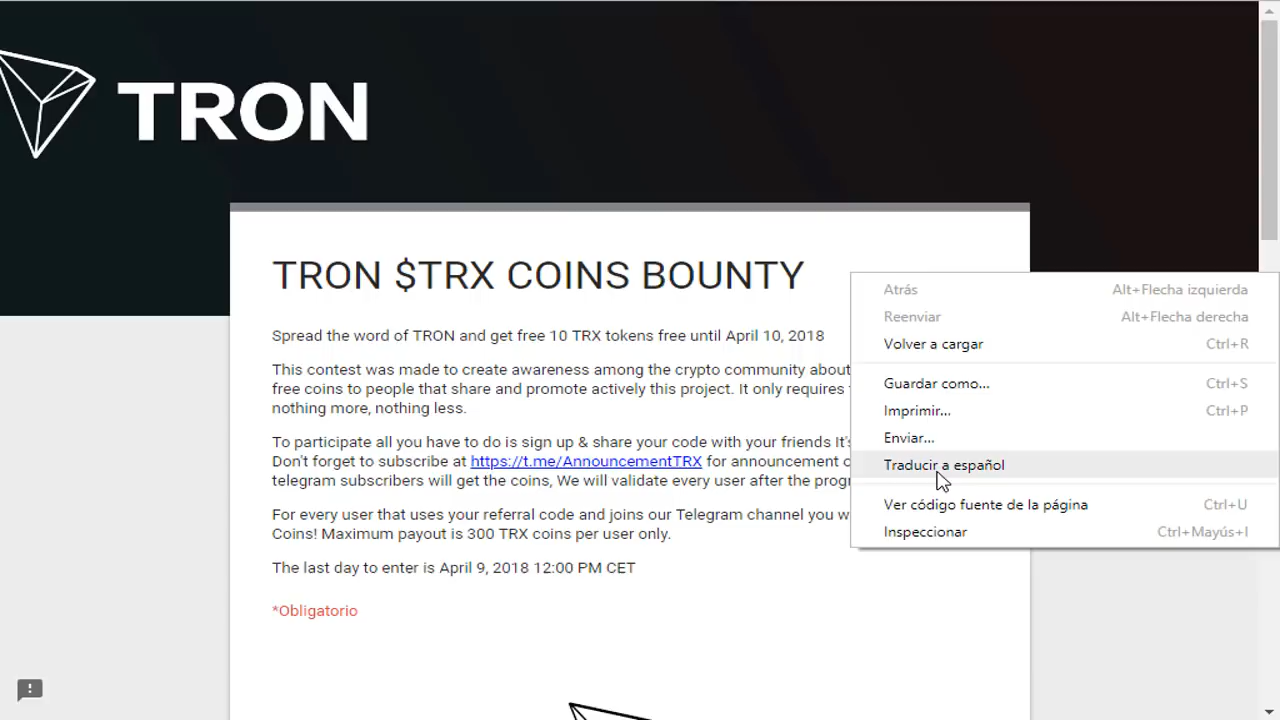 TRON
TRON $TRX COINS BOUNTY
Spread the word of TRON and get free 10 TRX tokens free until April 10, 2018
This contest was made to create awareness among the crypto community about
free coins to people that share and promote actively this project. It only requires
nothing more, nothing less.
To participate all you have to do is sign up & share your code with your friends It's
Don't forget to subscribe at https://t.me/AnnouncementTRX for announcement
telegram subscribers will get the coins, We will validate every user after the
For every user that uses your referral code and joins our Telegram channel you
Coins! Maximum payout is 300 TRX coins per user only.
The last day to enter is April 9, 2018 12:00 PM CET
*Obligatorio
Atrás Alt+Flecha izquierda
Reenviar Alt+Flecha derecha
Volver a cargar Ctrl+R
Guardar como... Ctrl+S
Imprimir... Ctrl+P
Enviar...
Traducir a español
Ver código fuente de la página Ctrl+U
Inspeccionar Ctrl+Mayús+I